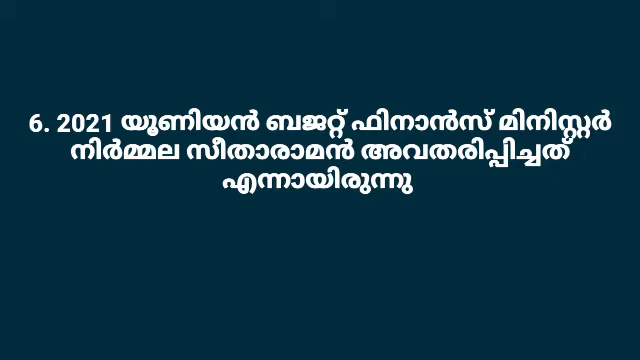 6. 2021 യൂണിയൻ ബജറ്റ് ഫിനാൻസ് മിനിസ്റ്റർ
നിർമ്മല സീതാരാമൻ അവതരിപ്പിച്ചത്
എന്നായിരുന്നു